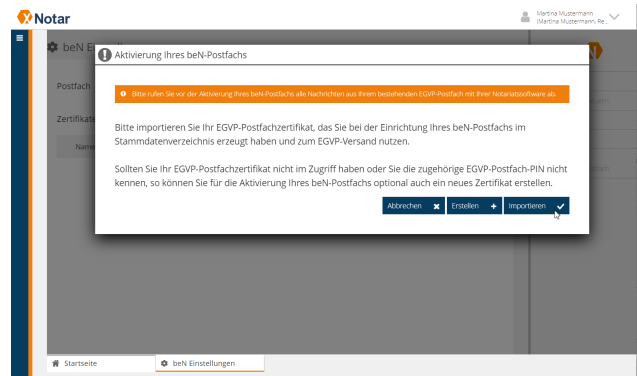 Notar
Martina Mustermann
(Martina Mustermann, Re...
beN E
Aktivierung Ihres beN-Postfachs
Postfach
Bitte rufen Sie vor der Aktivierung Ihres beN-Postfachs alle Nachrichten aus Ihrem bestehenden EGVP-Postfach mit Ihrer Notariatssoftware ab.
Zertifikate
Name
Bitte importieren Sie Ihr EGVP-Postfachzertifikat, das Sie bei der Einrichtung Ihres beN-Postfachs im
Stammdatenverzeichnis erzeugt haben und zum EGVP-Versand nutzen.
Sollten Sie Ihr EGVP-Postfachzertifikat nicht im Zugriff haben oder Sie die zugehörige EGVP-Postfach-PIN nicht
kennen, so können Sie für die Aktivierung Ihres beN-Postfachs optional auch ein neues Zertifikat erstellen.
Abbrechen
Erstellen
Importieren
Startseite
beN Einstellungen